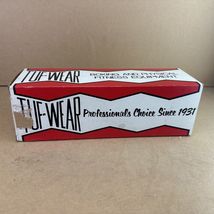 TUF-WEAR
BOXING AND PHYSICAL
FITNESS EQUIPMENT
TUF-WEAR
Professionals Choice Since 1931